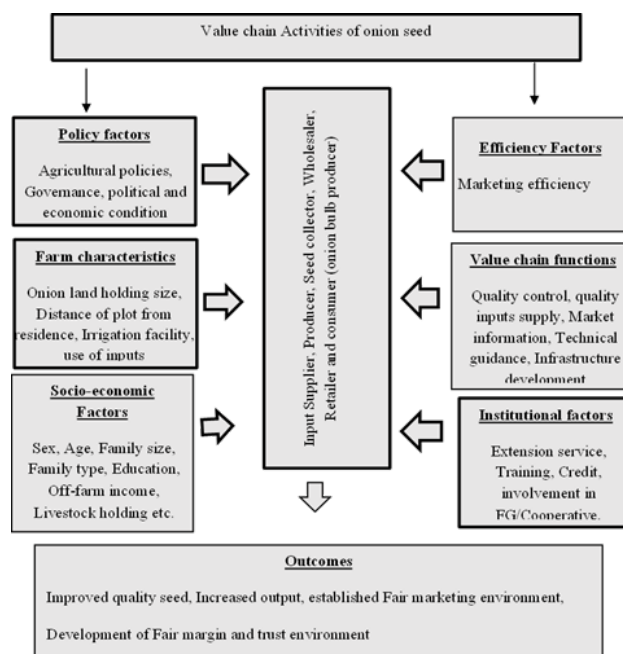 Value chain Activities of onion seed
Policy factors
Agricultural policies,
Governance, political and
economic condition
Farm characteristics
Onion land holding size,
Distance of plot from
residence, Irrigation facility,
use of inputs
Socio-economic
Factors
Sex, Age, Family size,
Family type, Education,
Off-farm income,
Livestock holding etc.
Input Supplier, Producer, Seed collector, Wholesaler,
Retailer and consumer (onion bulb producer)
Efficiency Factors
Marketing efficiency
Value chain functions
Quality control, quality
inputs supply, Market
information, Technical
guidance, Infrastructure
development
Institutional factors
Extension service,
Training, Credit,
involvement in
FG/Cooperative.
Outcomes
Improved quality seed, Increased output, established Fair marketing environment,
Development of Fair margin and trust environment